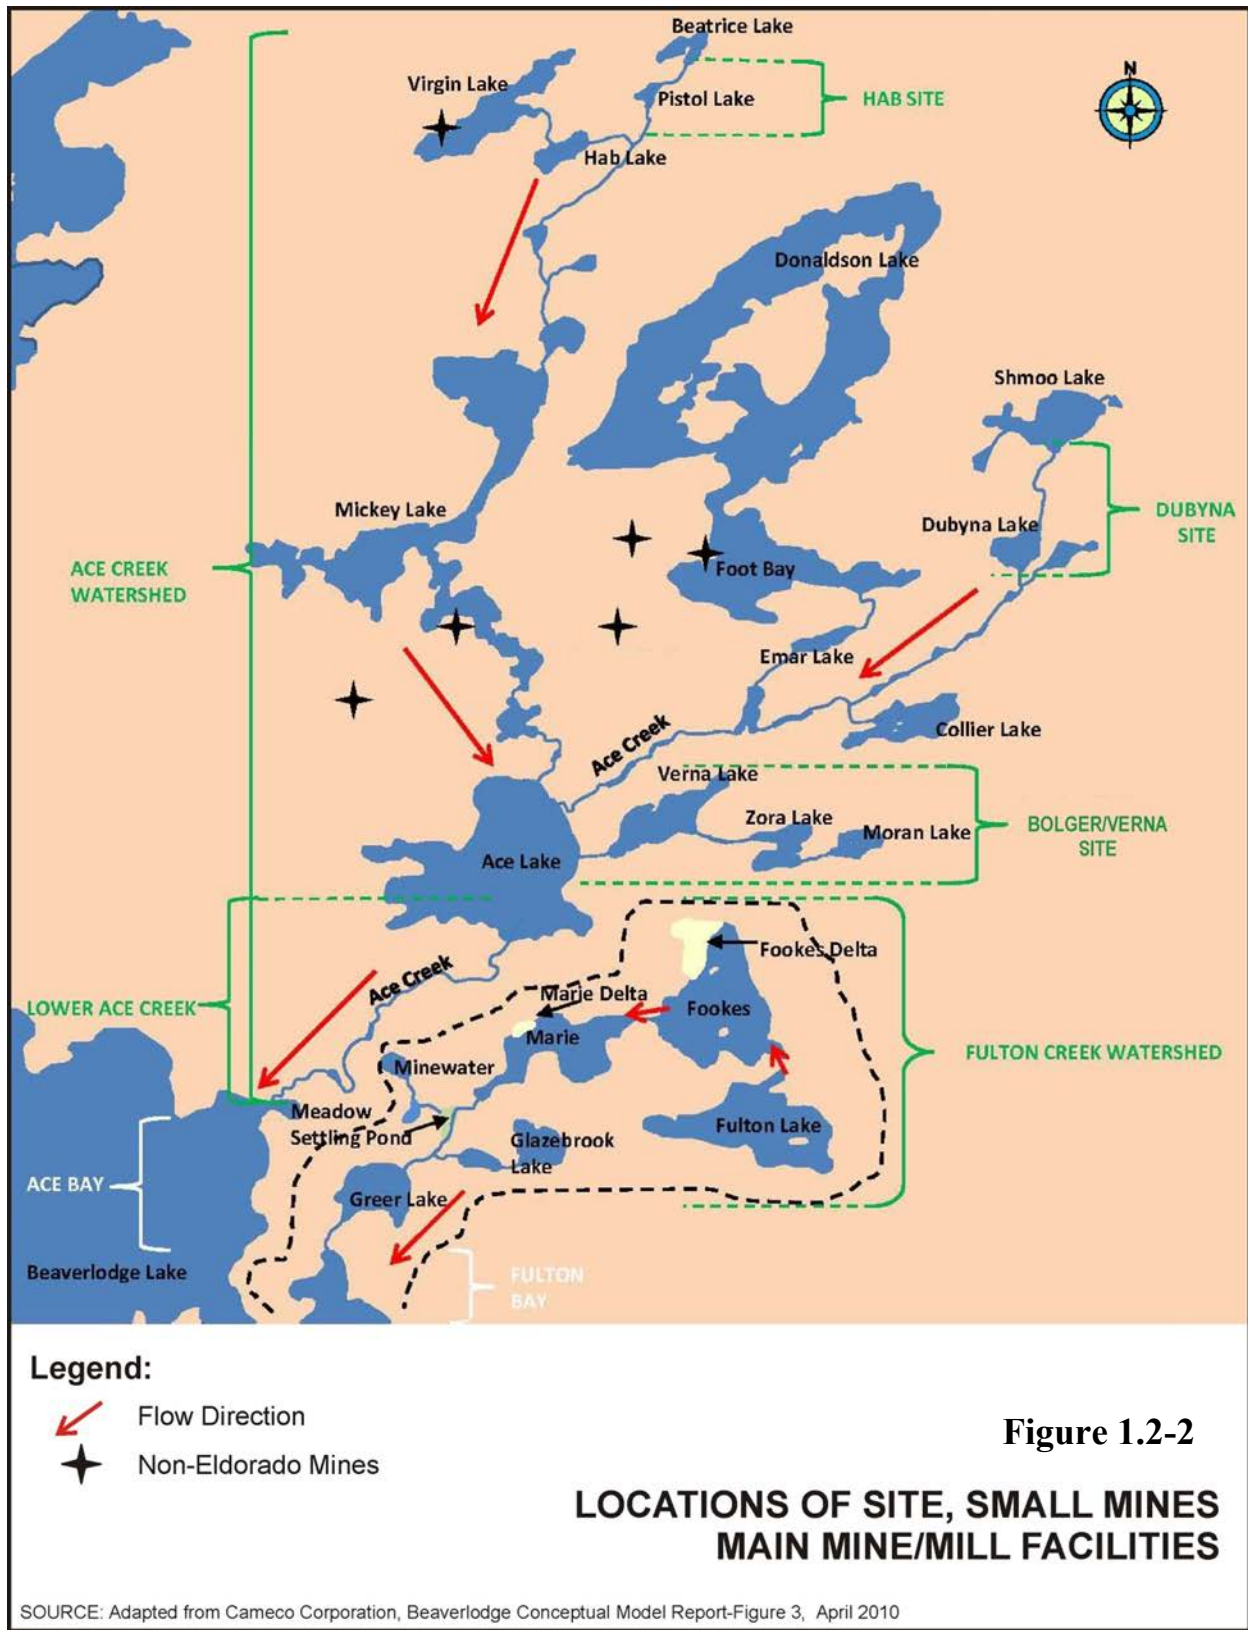 Beatrice Lake
N
Virgin Lake
Pistol Lake
HAB SITE
Hab Lake
Donaldson Lake
Shmoo Lake
Mickey Lake
Dubyna Lake
DUBYNA
SITE
ACE CREEK
WATERSHED
Foot Bay
Emar Lake
Collier Lake
Ace Creek
Verna Lake
Zora Lake
Moran Lake
BOLGER/VERNA
SITE
Ace Lake
Fookes Delta
Ace Creek
Marie Delta
LOWER ACE CREEK
Fookes
Marie
FULTON CREEK WATERSHED
Minewater
Meadow
Settling Pond
Fulton Lake
Glazebrook
Lake
ACE BAY
Greer Lake
Beaverlodge Lake
FULTON
BAY
Legend:
Flow Direction
Non-Eldorado Mines
Figure 1.2-2
LOCATIONS OF SITE, SMALL MINES
MAIN MINE/MILL FACILITIES
SOURCE: Adapted from Cameco Corporation, Beaverlodge Conceptual Model Report-Figure 3, April 2010